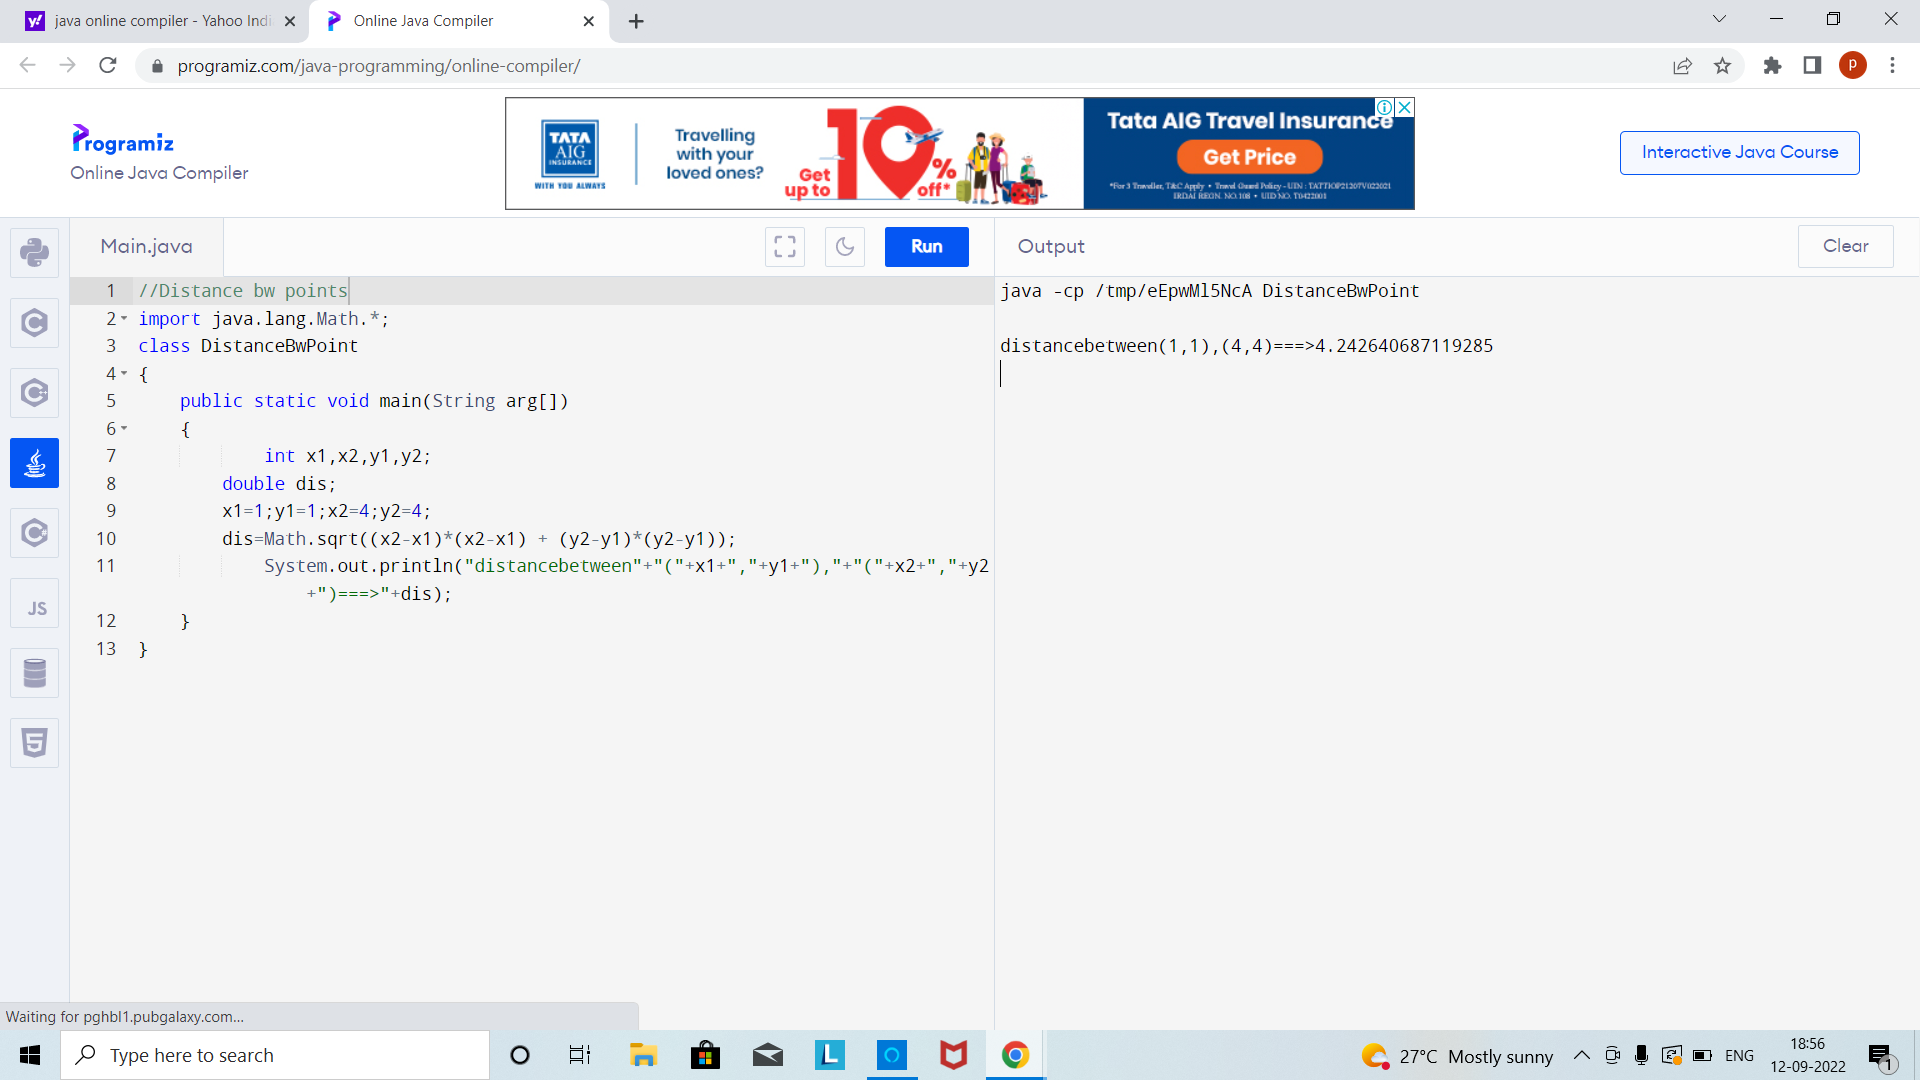 java online compiler - Yahoo Indi
Online Java Compiler
programiz.com/java-programming/online-compiler/
P
Programiz
Online Java Compiler
TATA
AIG
INSURANCE
WITH YOU ALWAYS
Travelling
with your
loved ones?
Get
up to
10%
off*
Tata AIG Travel Insurance
Get Price
*For 3 Traveller, T&C Apply • Travel Guard Policy - UIN : TATTIOP21207V022021
IRDAI REGN. NO. 108 • UID NO. T0422001
Interactive Java Course
Main.java
Run
Output
Clear
1 //Distance bw points
2 import java.lang.Math.*;
3 class DistanceBwPoint
4 {
5 public static void main(String arg[])
6 {
7 int x1,x2,y1,y2;
8 double dis;
9 x1=1;y1=1;x2=4;y2=4;
10 dis=Math.sqrt((x2-x1)*(x2-x1) + (y2-y1)*(y2-y1));
11 System.out.println("distancebetween"+"("+x1+","+y1+"),"+"("+x2+","+y2
+")===>"+dis);
12 }
13 }
java -cp /tmp/eEpwMl5NcA DistanceBwPoint
distancebetween(1,1),(4,4)===>4.242640687119285
JS
Waiting for pghbl1.pubgalaxy.com...
Type here to search
L
27°C Mostly sunny
ENG
18:56
12-09-2022
1